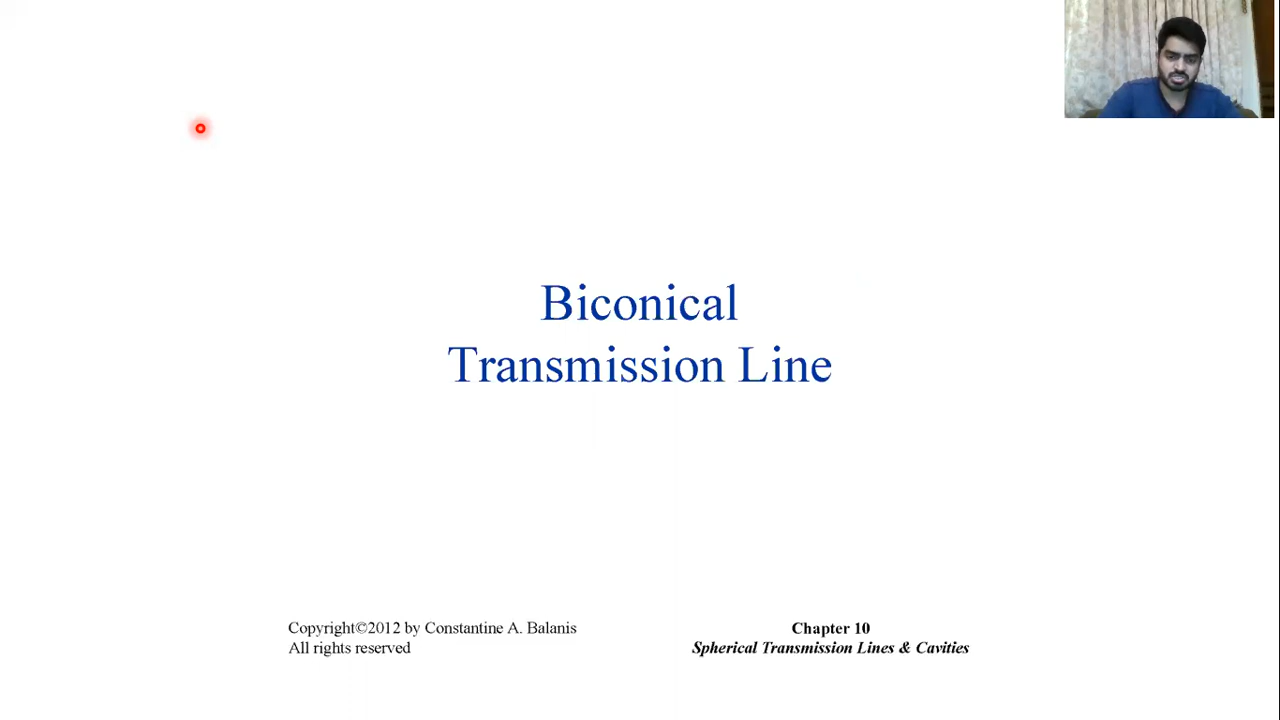 Biconical
Transmission Line
Copyright©2012 by Constantine A. Balanis
All rights reserved
Chapter 10
Spherical Transmission Lines & Cavities